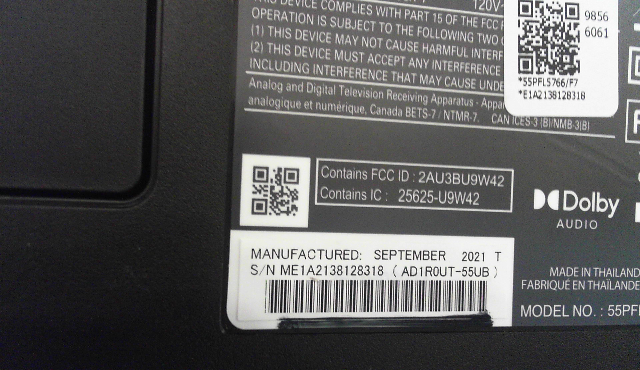 THIS DEVICE COMPLIES WITH PART 15 OF THE FCC
120V
OPERATION IS SUBJECT TO THE FOLLOWING TWO
(1) THIS DEVICE MAY NOT CAUSE HARMFUL
(2) THIS DEVICE MUST ACCEPT ANY INTERFERENCE
INCLUDING INTERFERENCE THAT MAY CAUSE
Analog and Digital Television Receiving Apparatus -
analogique et numérique, Canada BETS-7 / NTMR-7. CAN ICES-3 (B)/NMB-3(B)
9856
6061
*55PFL5766/F7
*E1A2138128318
Contains FCC ID : 2AU3BU9W42
Contains IC : 25625-U9W42
Dolby
AUDIO
MANUFACTURED: SEPTEMBER 2021 T
S/N ME1A2138128318 ( AD1R0UT-55UB )
MADE IN THAILAND
FABRIQUÉ EN THAÏLANDE
MODEL NO. : 55PF